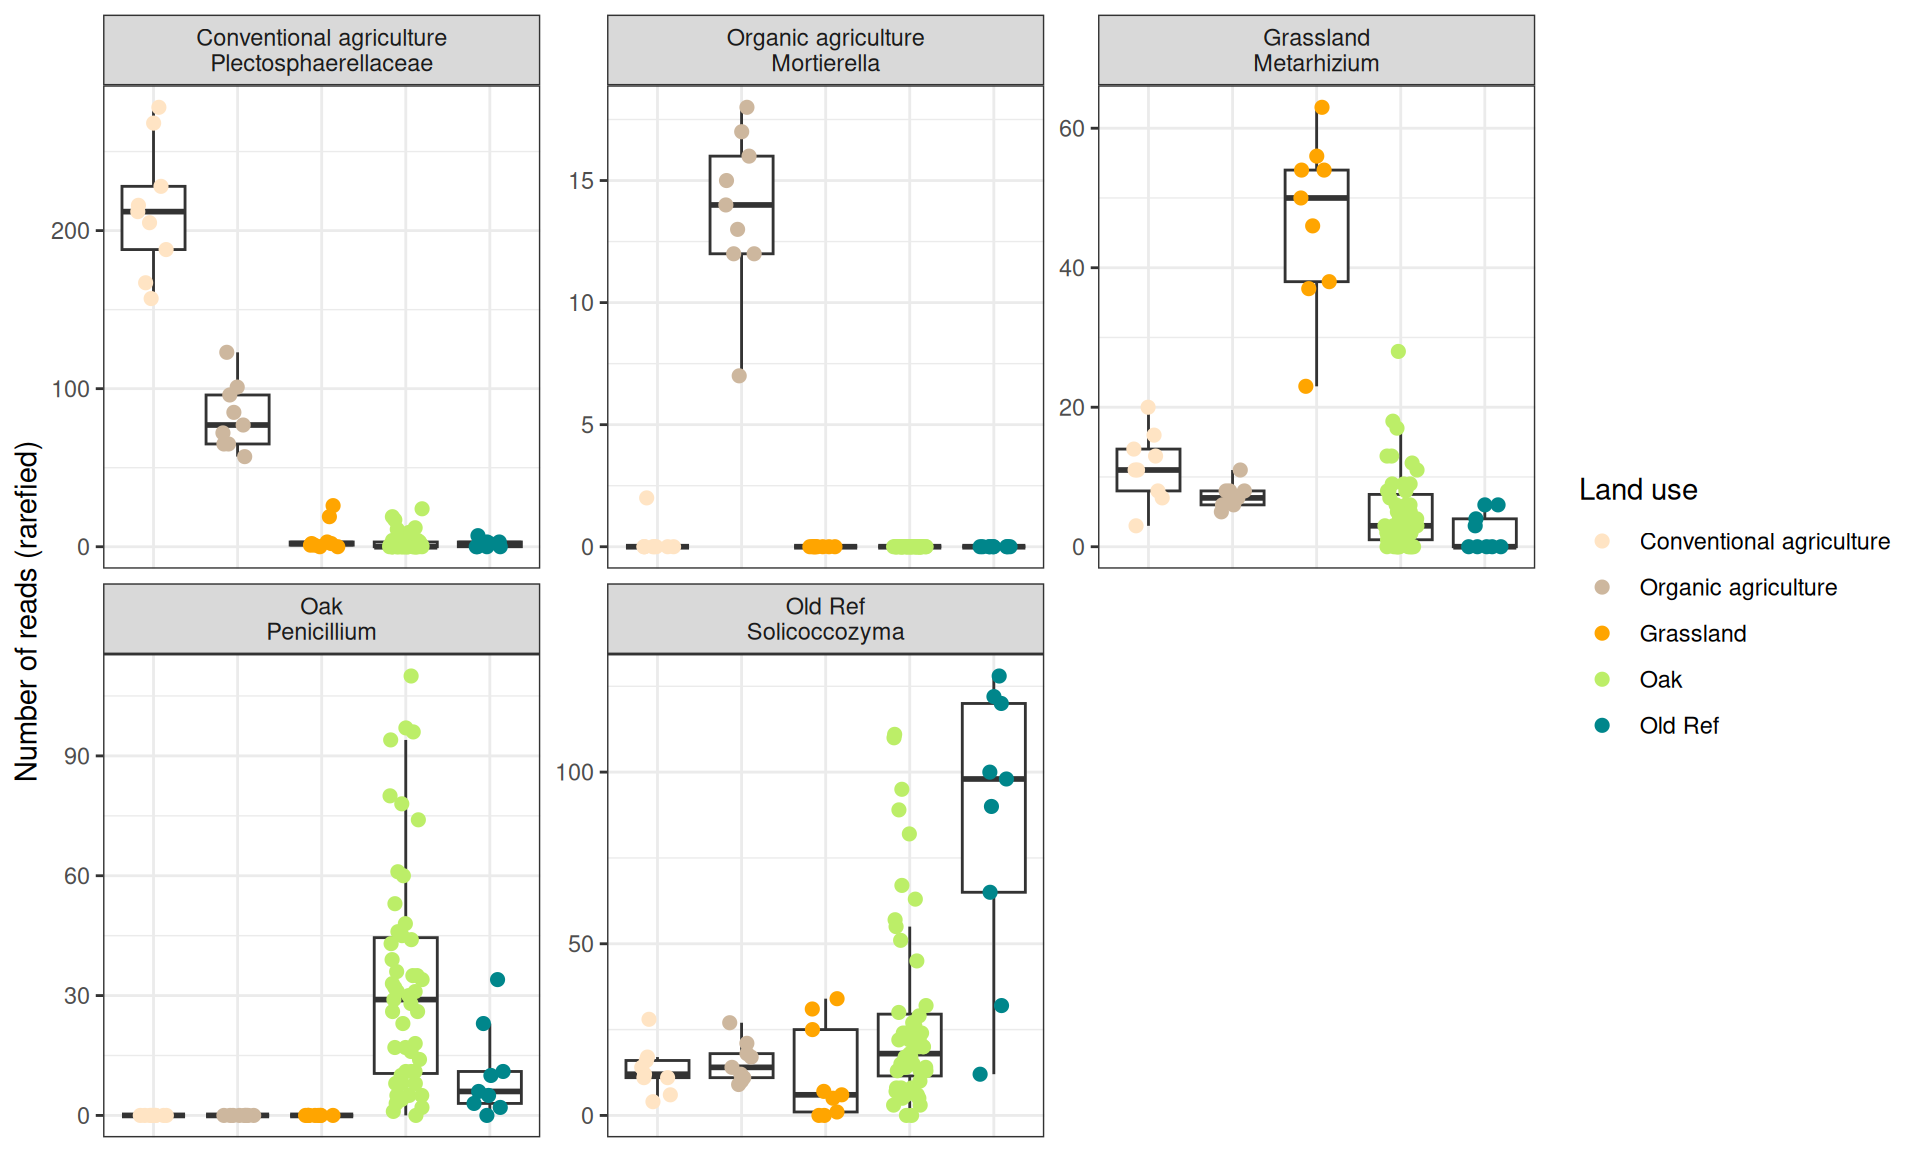 Conventional agriculture
Plectosphaerellaceae
Organic agriculture
Mortierella
Grassland
Metarhizium
200
100
0
15
10
5
0
60
40
20
0
Number of reads (rarefied)
Oak
Penicillium
Old Ref
Solicoccozyma
90
60
30
0
100
50
0
Land use
Conventional agriculture
Organic agriculture
Grassland
Oak
Old Ref